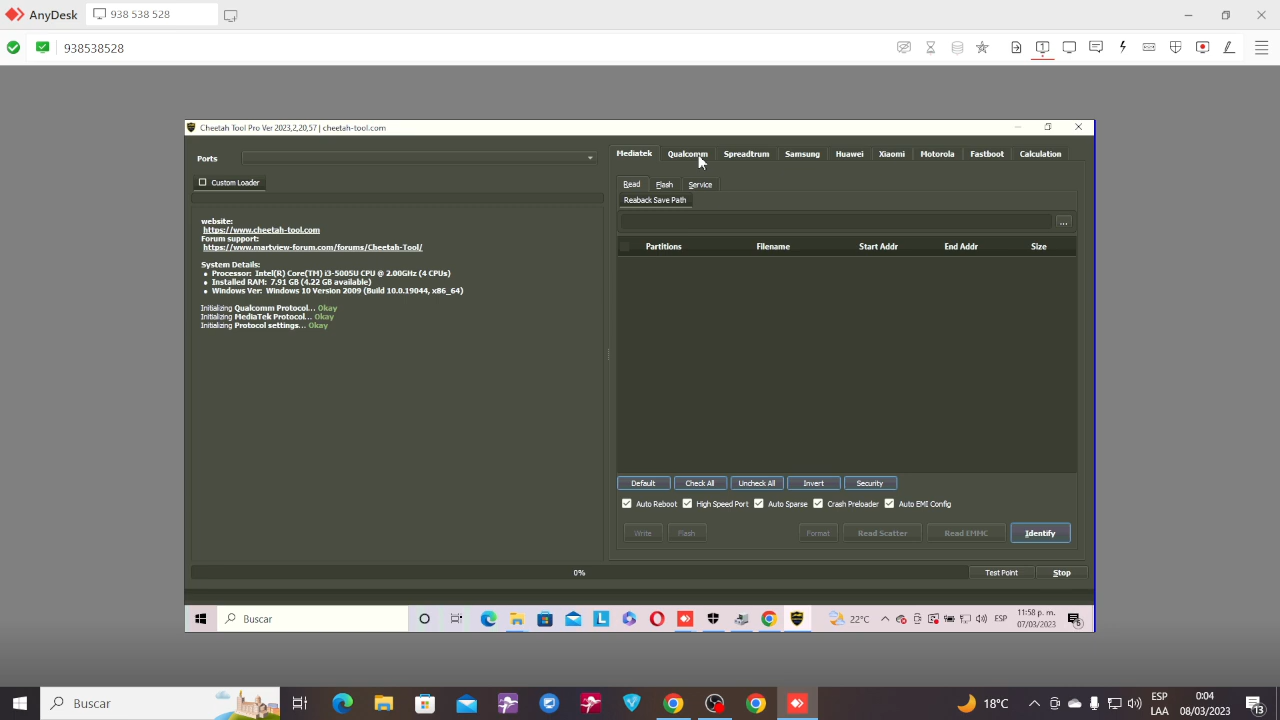 AnyDesk
938 538 528
938538528
Cheetah Tool Pro Ver 2023,2,20,57 | cheetah-tool.com
Ports
Custom Loader
website:
https://www.cheetah-tool.com
Forum support:
https://www.martview-forum.com/forums/Cheetah-Tool/
System Details:
Processor: Intel(R) Core(TM) i3-5005U CPU @ 2.00GHz (4 CPUs)
Installed RAM: 7.91 GB (4.22 GB available)
Windows Ver: Windows 10 Version 2009 (Build 10.0.19044, x86_64)
Initializing Qualcomm Protocol... Okay
Initializing MediaTek Protocol... Okay
Initializing Protocol settings... Okay
Mediatek Qualcomm Spreadtrum Samsung Huawei Xiaomi Motorola Fastboot Calculation
Read Flash Service
Reaback Save Path
...
Partitions Filename Start Addr End Addr Size
Default Check All Uncheck All Invert Security
Auto Reboot High Speed Port Auto Sparse Crash Preloader Auto EMI Config
Write Flash Format Read Scatter Read EMMC Identify
0% Test Point Stop
Buscar 22°C ESP 11:58 p. m.
07/03/2023
Buscar 18°C ESP 0:04
LAA 08/03/2023 13